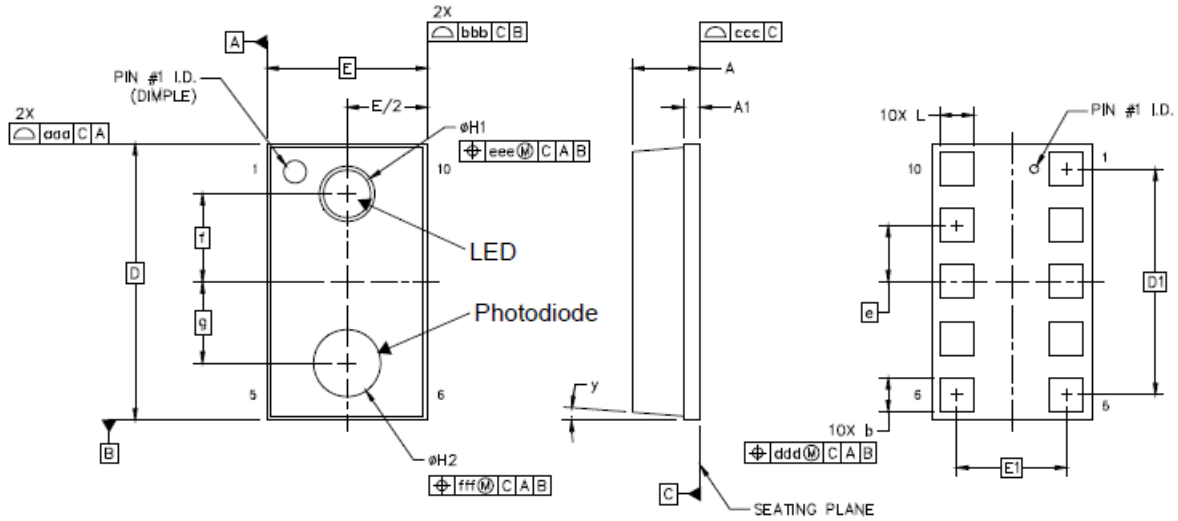 2X
⌓ bbb C B
A
E
⌓ ccc C
PIN #1 I.D.
(DIMPLE)
E/2
A
A1
2X
⌓ aaa C A
øH1
⌖ eee Ⓜ C A B
10X L
PIN #1 I.D.
1
10
10
1
f
LED
D
g
Photodiode
e
D1
5
6
y
6
5
B
10X b
⌖ ddd Ⓜ C A B
E1
øH2
⌖ fff Ⓜ C A B
C
SEATING PLANE